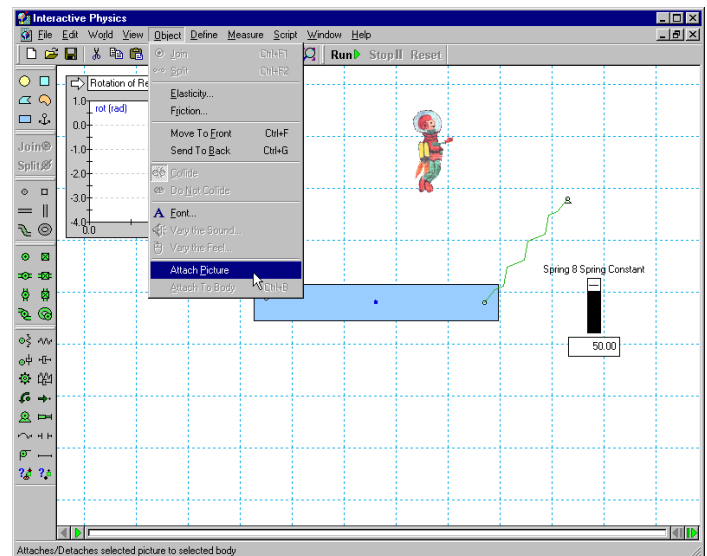 Interactive Physics
File Edit World View Object Define Measure Script Window Help
Run Stop II Reset
Join
Split
Rotation of Re
rot (rad)
1.0
0.0
-1.0
-2.0
-3.0
-4.0
0.0
Join Ctrl+F1
Split Ctrl+F2
Elasticity...
Friction...
Move To Front Ctrl+F
Send To Back Ctrl+G
Collide
Do Not Collide
A Font...
Vary the Sound...
Vary the Feel...
Attach Picture
Attach To Body Ctrl+B
Spring 8 Spring Constant
50.00
Attaches/Detaches selected picture to selected body